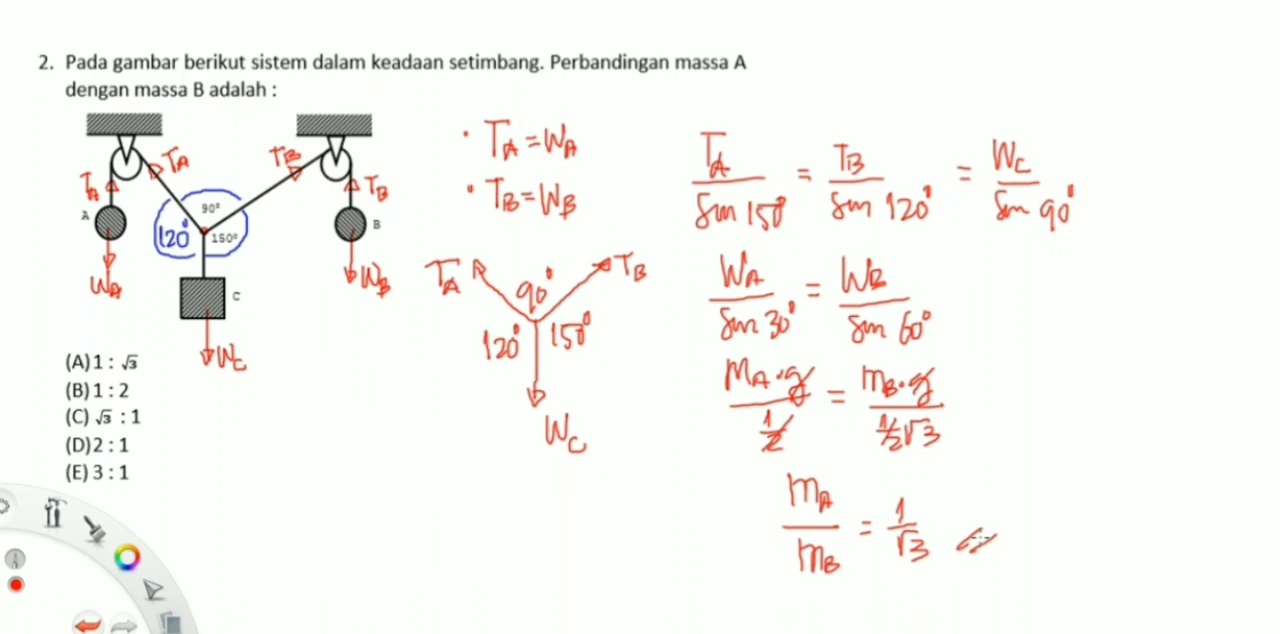 2. Pada gambar berikut sistem dalam keadaan setimbang. Perbandingan massa A
dengan massa B adalah :
TA
TA
A
WA
TB
TB
B
WB
90°
120°
150°
C
WC
(A) 1 : √3
(B) 1 : 2
(C) √3 : 1
(D) 2 : 1
(E) 3 : 1
• TA = WA
• TB = WB
TA
TB
90°
120°
150°
WC
TA / Sin 150° = TB / Sin 120° = WC / Sin 90°
WA / Sin 30° = WB / Sin 60°
mA . g / 1/2 = mB . g / 1/2 √3
mA / mB = 1 / √3